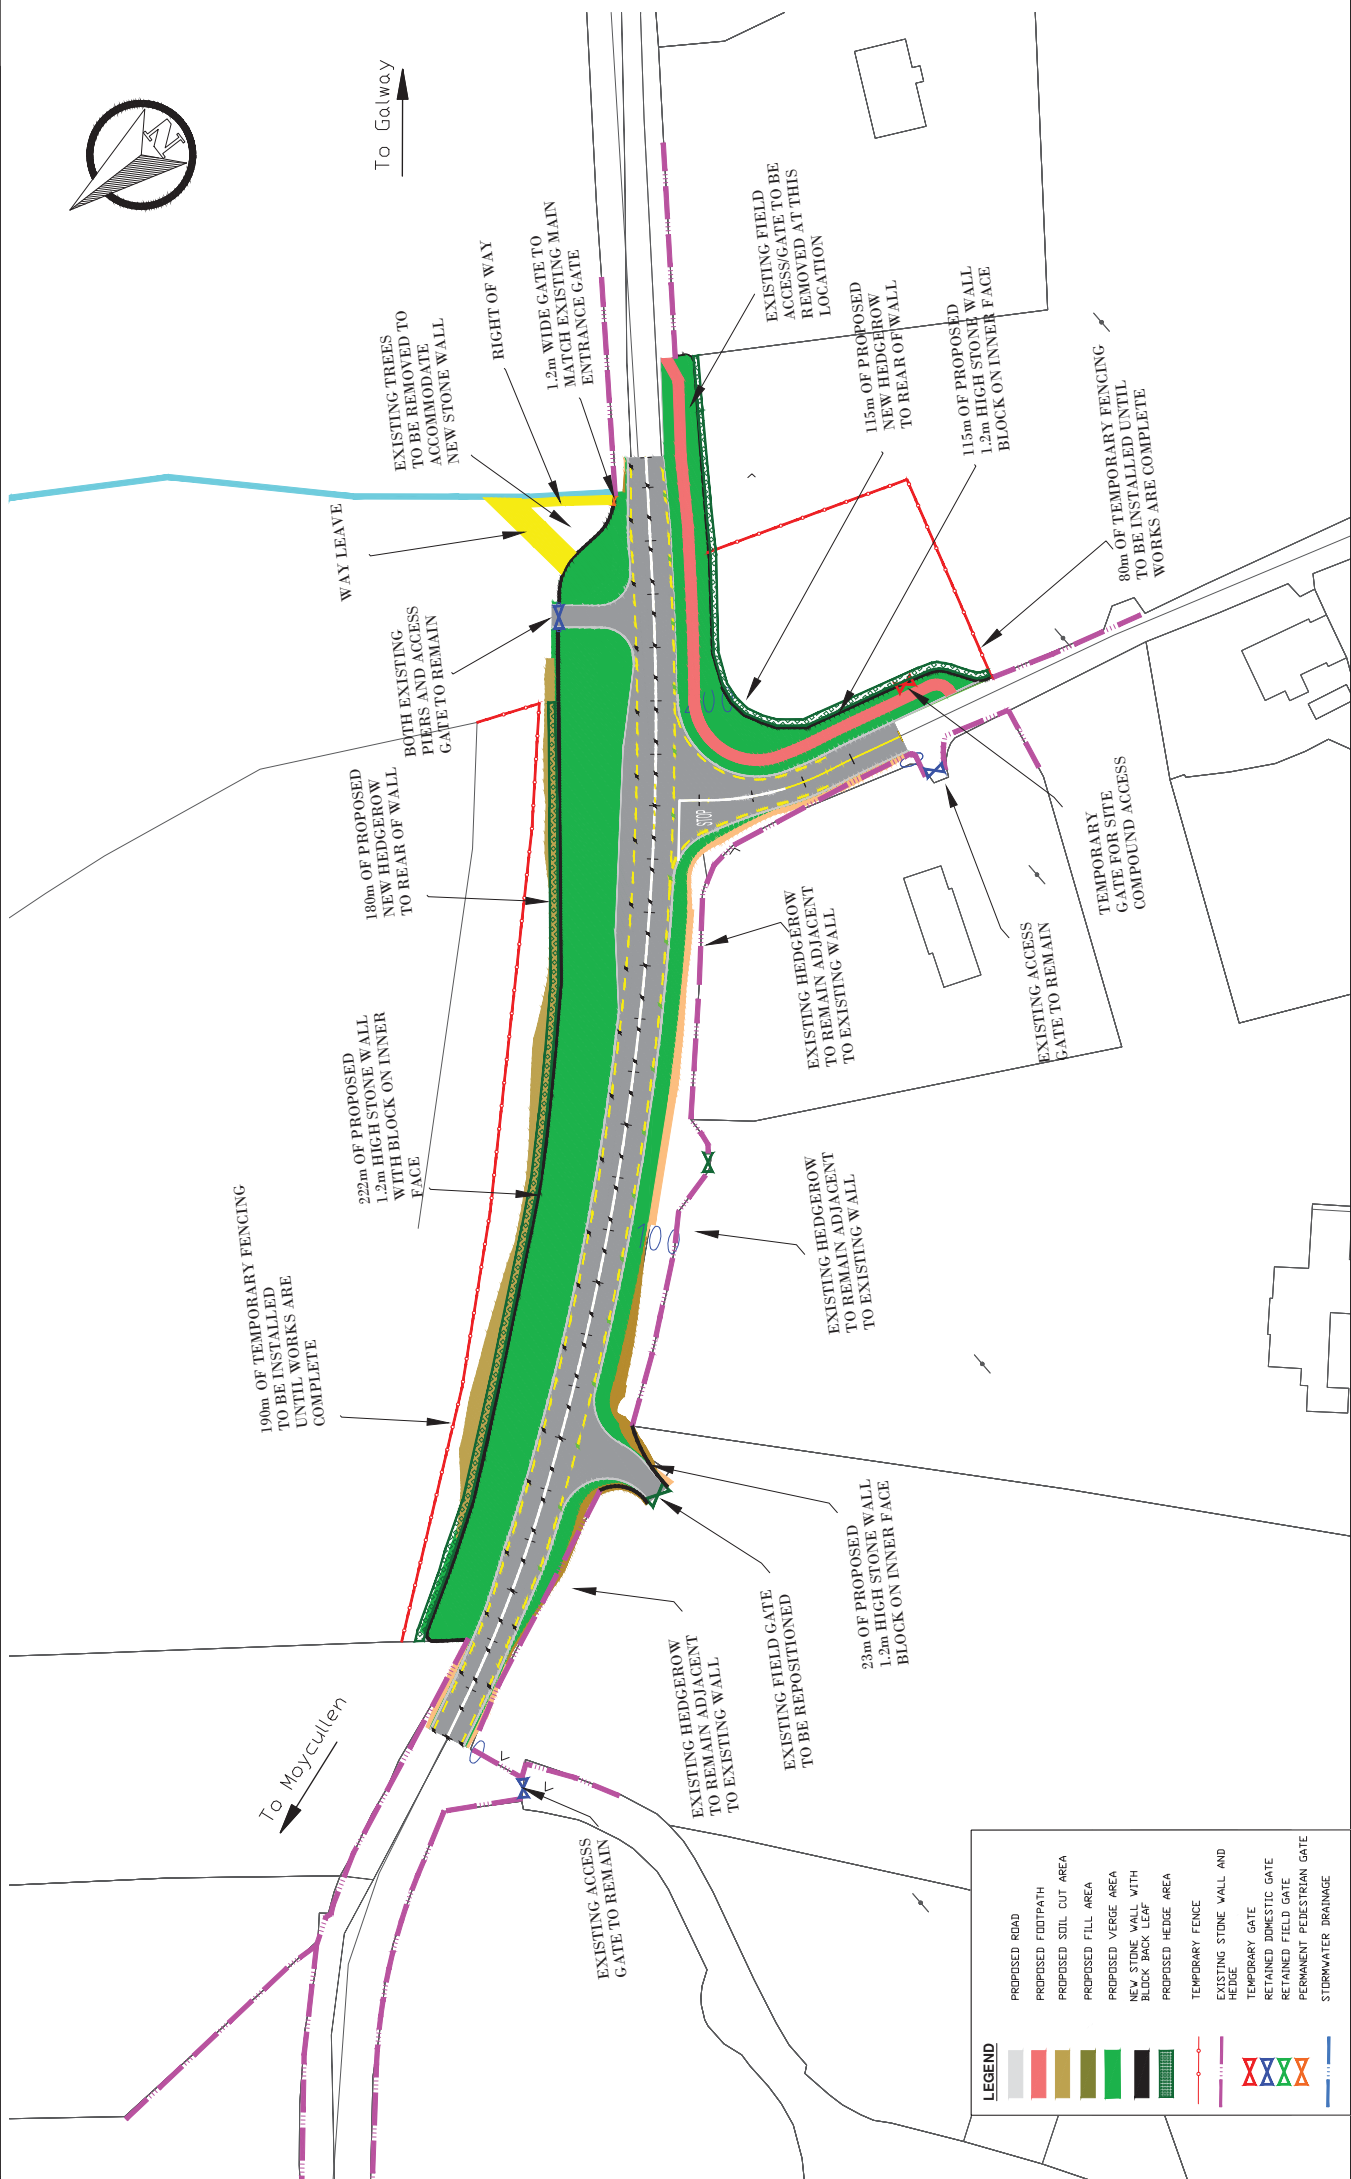 N
To Galway
RIGHT OF WAY
1.2m WIDE GATE TO
MATCH EXISTING MAIN
ENTRANCE GATE
EXISTING TREES
TO BE REMOVED TO
ACCOMMODATE
NEW STONE WALL
WAY LEAVE
BOTH EXISTING
PIERS AND ACCESS
GATE TO REMAIN
180m OF PROPOSED
NEW HEDGEROW
TO REAR OF WALL
222m OF PROPOSED
1.2m HIGH STONE WALL
WITH BLOCK ON INNER
FACE
190m OF TEMPORARY FENCING
TO BE INSTALLED
UNTIL WORKS ARE
COMPLETE
To Moycullen
EXISTING FIELD
ACCESS/GATE TO BE
REMOVED AT THIS
LOCATION
115m OF PROPOSED
NEW HEDGEROW
TO REAR OF WALL
115m OF PROPOSED
1.2m HIGH STONE WALL
BLOCK ON INNER FACE
80m OF TEMPORARY FENCING
TO BE INSTALLED UNTIL
WORKS ARE COMPLETE
STOP
100
0
TEMPORARY
GATE FOR SITE
COMPOUND ACCESS
EXISTING ACCESS
GATE TO REMAIN
EXISTING HEDGEROW
TO REMAIN ADJACENT
TO EXISTING WALL
EXISTING HEDGEROW
TO REMAIN ADJACENT
TO EXISTING WALL
23m OF PROPOSED
1.2m HIGH STONE WALL
BLOCK ON INNER FACE
EXISTING FIELD GATE
TO BE REPOSITIONED
EXISTING HEDGEROW
TO REMAIN ADJACENT
TO EXISTING WALL
EXISTING ACCESS
GATE TO REMAIN
LEGEND
PROPOSED ROAD
PROPOSED FOOTPATH
PROPOSED SOIL CUT AREA
PROPOSED FILL AREA
PROPOSED VERGE AREA
NEW STONE WALL WITH
BLOCK BACK LEAF
PROPOSED HEDGE AREA
TEMPORARY FENCE
EXISTING STONE WALL AND
HEDGE
TEMPORARY GATE
RETAINED DOMESTIC GATE
RETAINED FIELD GATE
PERMANENT PEDESTRIAN GATE
STORMWATER DRAINAGE